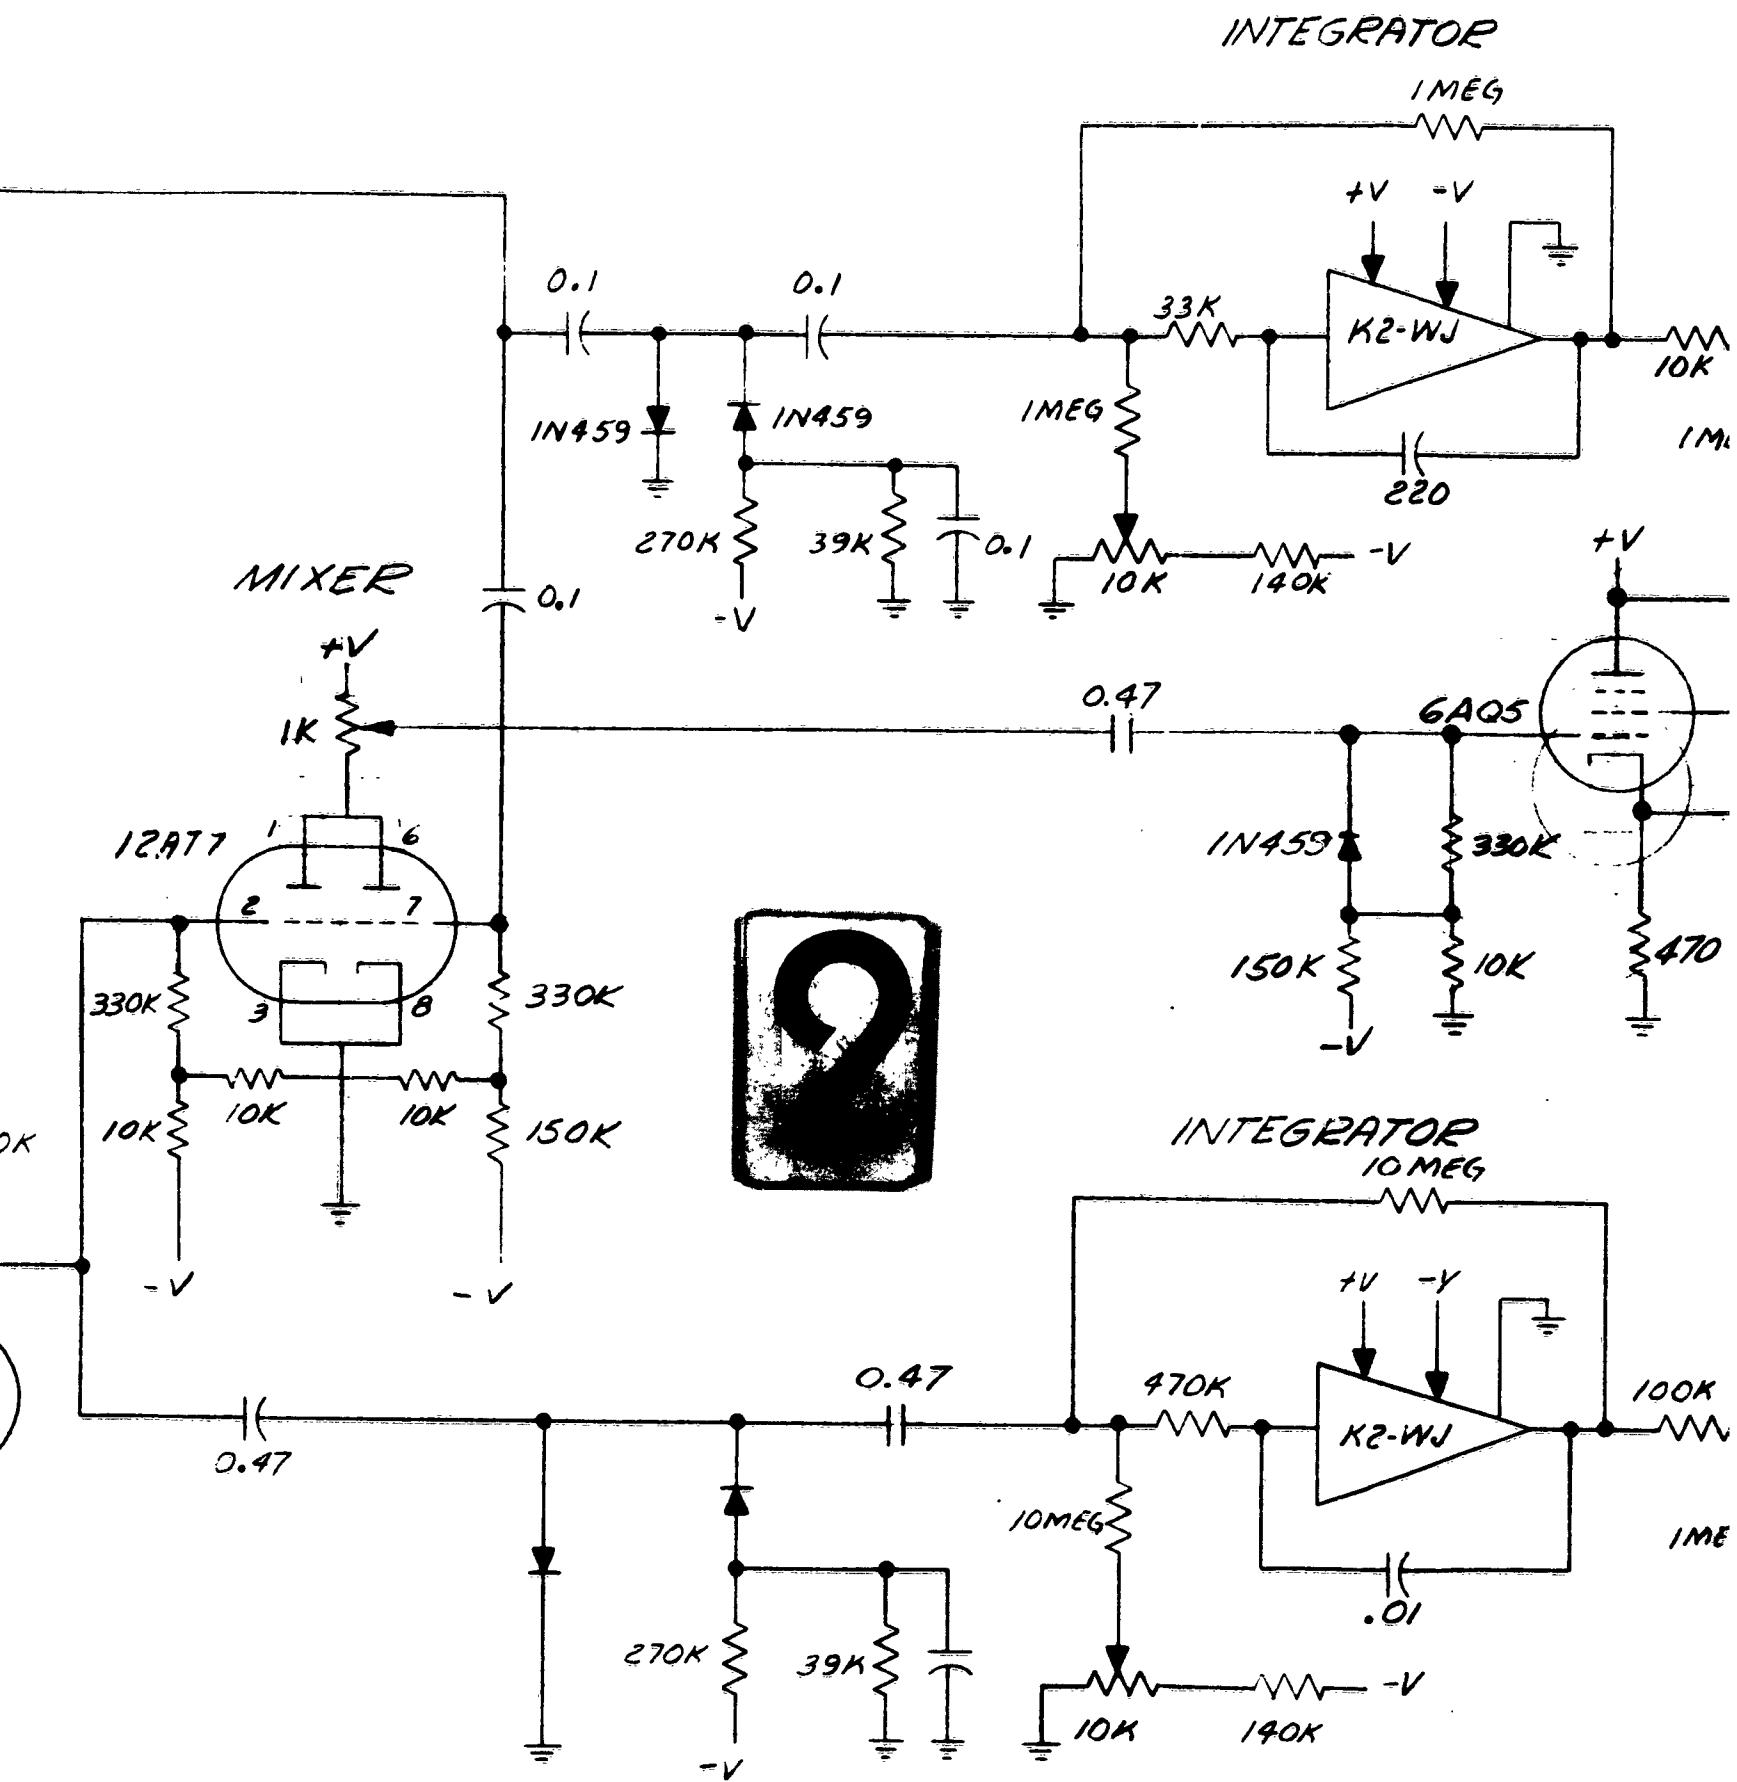 INTEGRATOR
1MEG
+V -V
0.1 0.1 33K K2-WJ 10K
1N459 1N459 1MEG
220
270K 39K 0.1 10K 140K -V +V
-V
MIXER 0.1
+V
1K 0.47 6AQ5
12AT7 1 6 1N459 330K
2 7
330K 3 8 330K 2 150K 10K 470
-V
10K 10K 10K 150K
-V -V
INTEGRATOR
10MEG
+V -V
0.47 470K K2-WJ 100K
0.47
10MEG
.01
270K 39K
-V 10K 140K -V